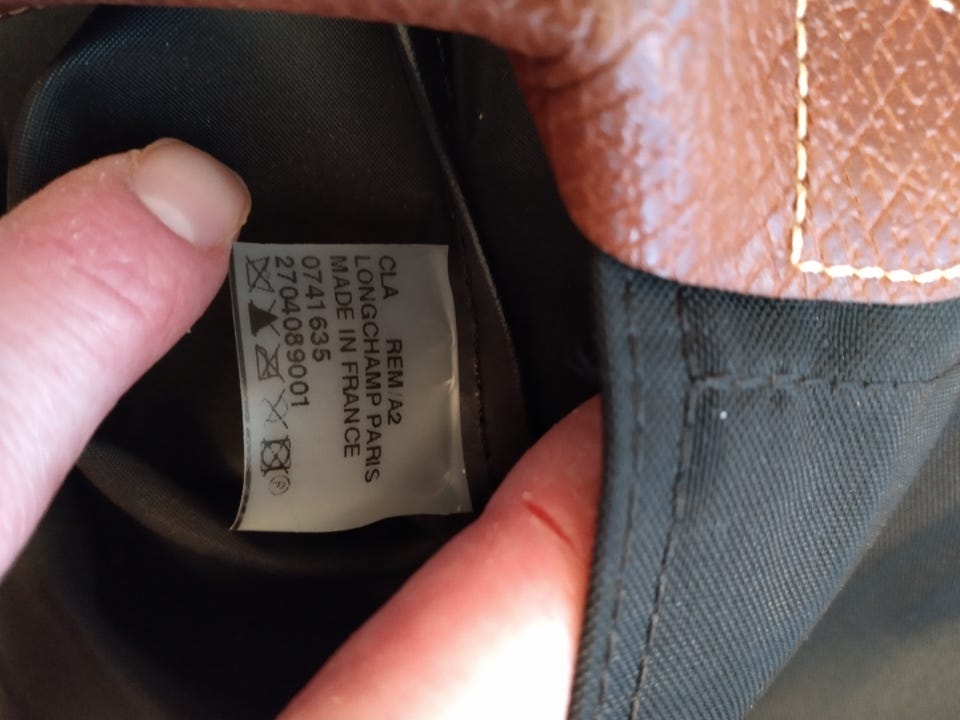 CLA REM/A2
LONGCHAMP PARIS
MADE IN FRANCE
0741635
2704089001